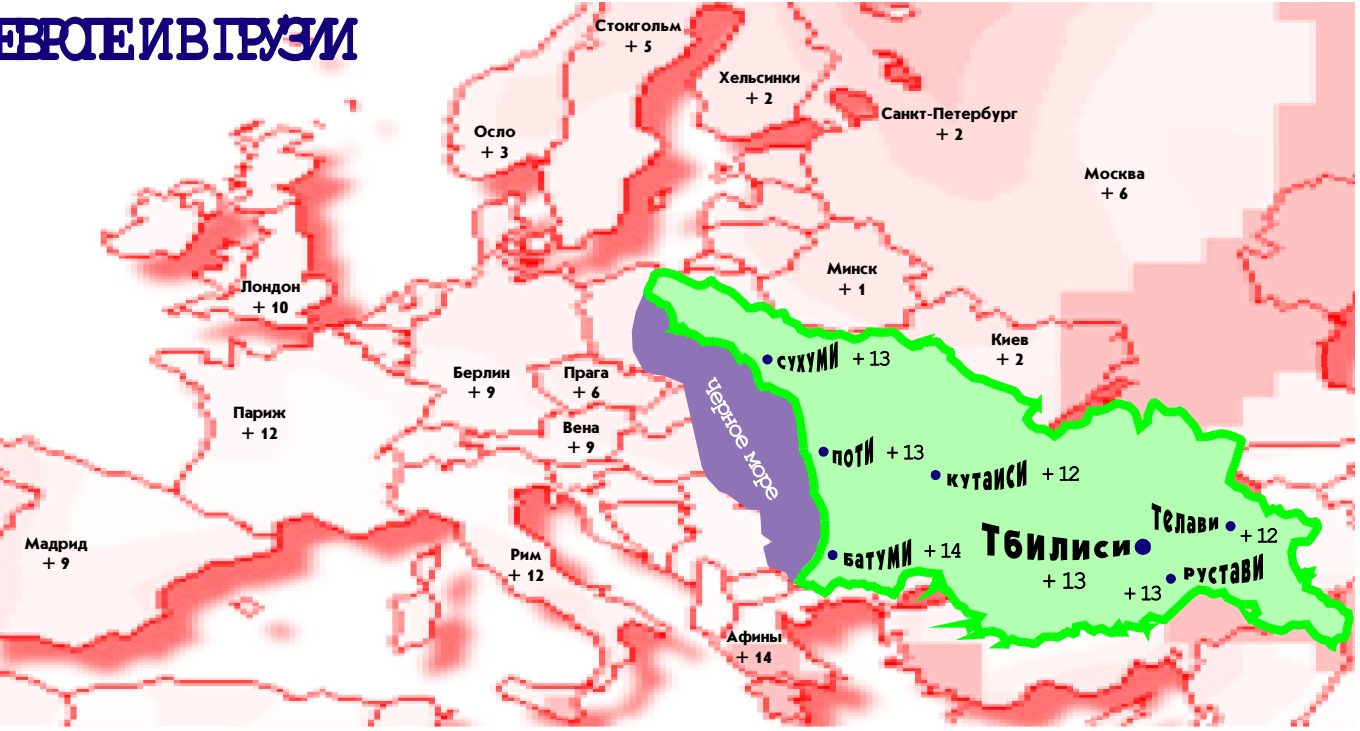 ЕВРОПЕ И В ГРУЗИИ
Стокгольм
+ 5
Хельсинки
+ 2
Санкт-Петербург
+ 2
Осло
+ 3
Москва
+ 6
Минск
+ 1
Лондон
+ 10
Киев
+ 2
СУХУМИ + 13
Берлин
+ 9
Прага
+ 6
Париж
+ 12
Вена
+ 9
Черное море
ПОТИ + 13
КУТАИСИ + 12
Телави
+ 12
Тбилиси
+ 13
Мадрид
+ 9
Рим
+ 12
БАТУМИ + 14
РУСТАВИ
+ 13
Афины
+ 14